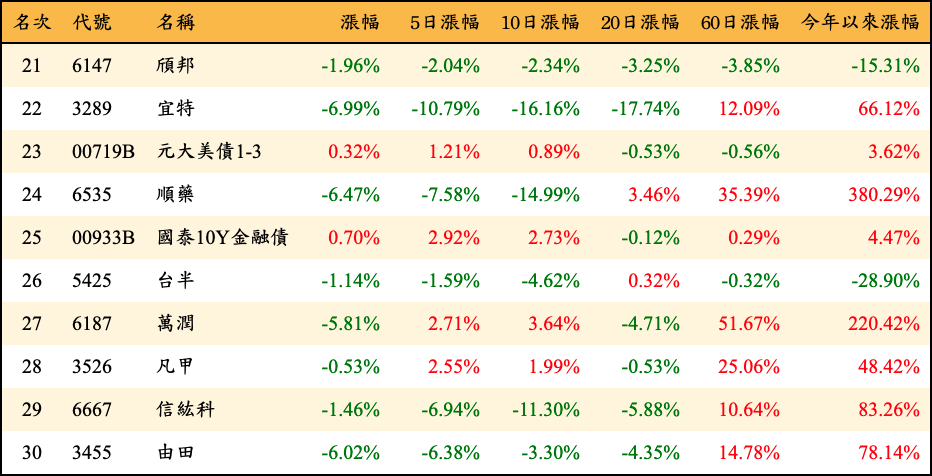 名次 代號 名稱 漲幅 5日漲幅 10日漲幅 20日漲幅 60日漲幅 今年以來漲幅
21 6147 頎邦 -1.96% -2.04% -2.34% -3.25% -3.85% -15.31%
22 3289 宜特 -6.99% -10.79% -16.16% -17.74% 12.09% 66.12%
23 00719B 元大美債1-3 0.32% 1.21% 0.89% -0.53% -0.56% 3.62%
24 6535 順藥 -6.47% -7.58% -14.99% 3.46% 35.39% 380.29%
25 00933B 國泰10Y金融債 0.70% 2.92% 2.73% -0.12% 0.29% 4.47%
26 5425 台半 -1.14% -1.59% -4.62% 0.32% -0.32% -28.90%
27 6187 萬潤 -5.81% 2.71% 3.64% -4.71% 51.67% 220.42%
28 3526 凡甲 -0.53% 2.55% 1.99% -0.53% 25.06% 48.42%
29 6667 信紘科 -1.46% -6.94% -11.30% -5.88% 10.64% 83.26%
30 3455 由田 -6.02% -6.38% -3.30% -4.35% 14.78% 78.14%